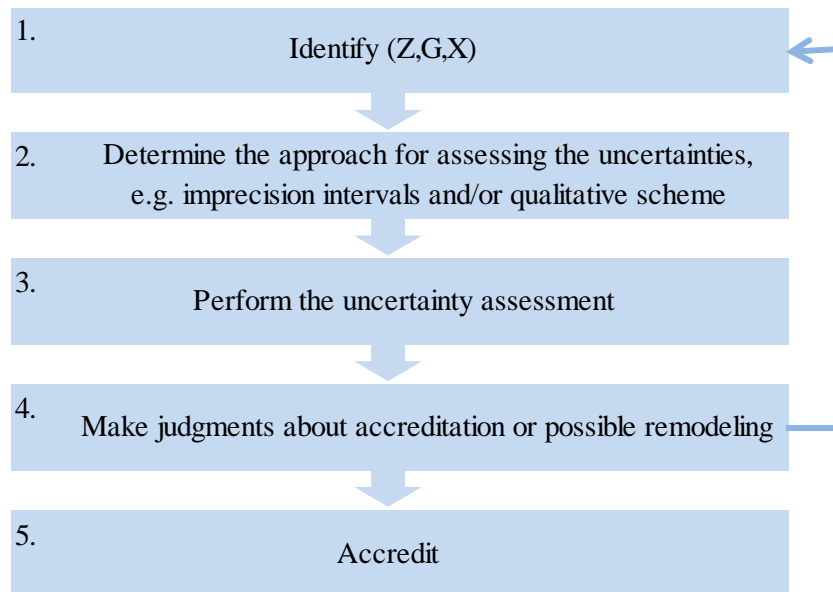 1.
Identify (Z,G,X)
2.
Determine the approach for assessing the uncertainties,
e.g. imprecision intervals and/or qualitative scheme
3.
Perform the uncertainty assessment
4.
Make judgments about accreditation or possible remodeling
5.
Accredit